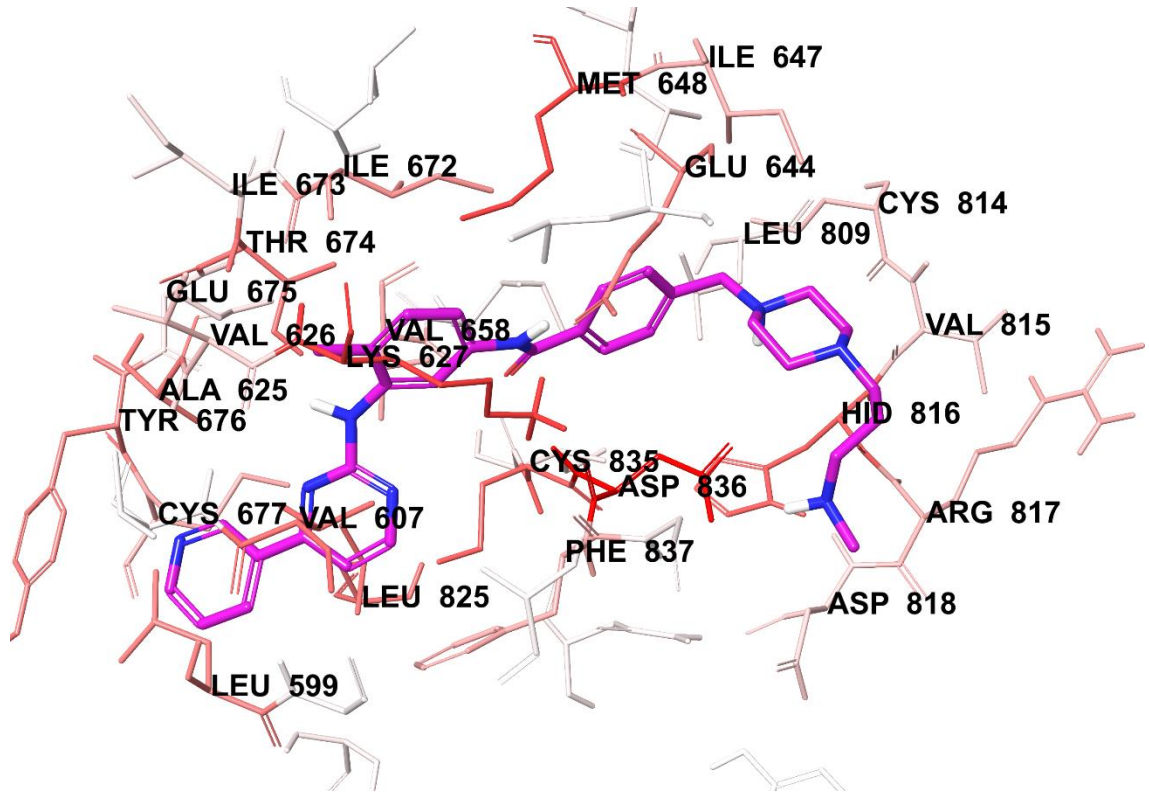 ILE 647
MET 648
ILE 672
GLU 644
ILE 673
CYS 814
THR 674
LEU 809
GLU 675
VAL 626
VAL 658
VAL 815
LYS 627
ALA 625
TYR 676
HID 816
CYS 835
ASP 836
CYS 677
VAL 607
ARG 817
PHE 837
LEU 825
ASP 818
LEU 599